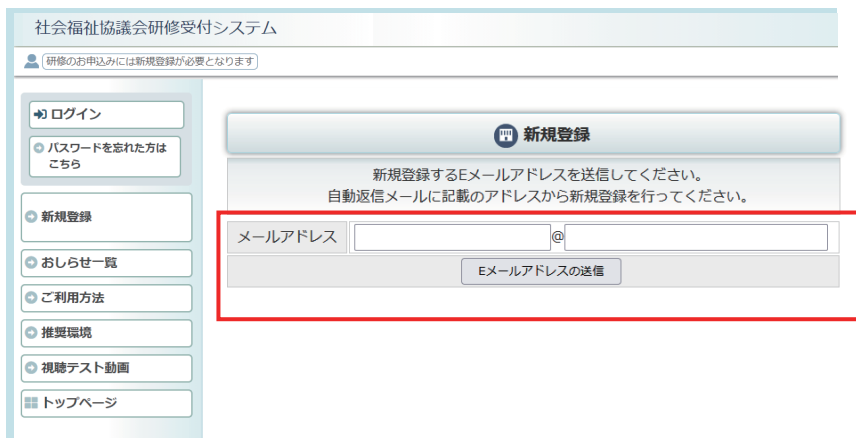 社会福祉協議会研修受付システム
研修のお申込みには新規登録が必要となります
ログイン
パスワードを忘れた方は
こちら
新規登録
おしらせ一覧
ご利用方法
推奨環境
視聴テスト動画
トップページ
新規登録
新規登録するEメールアドレスを送信してください。
自動返信メールに記載のアドレスから新規登録を行ってください。
メールアドレス @
Eメールアドレスの送信